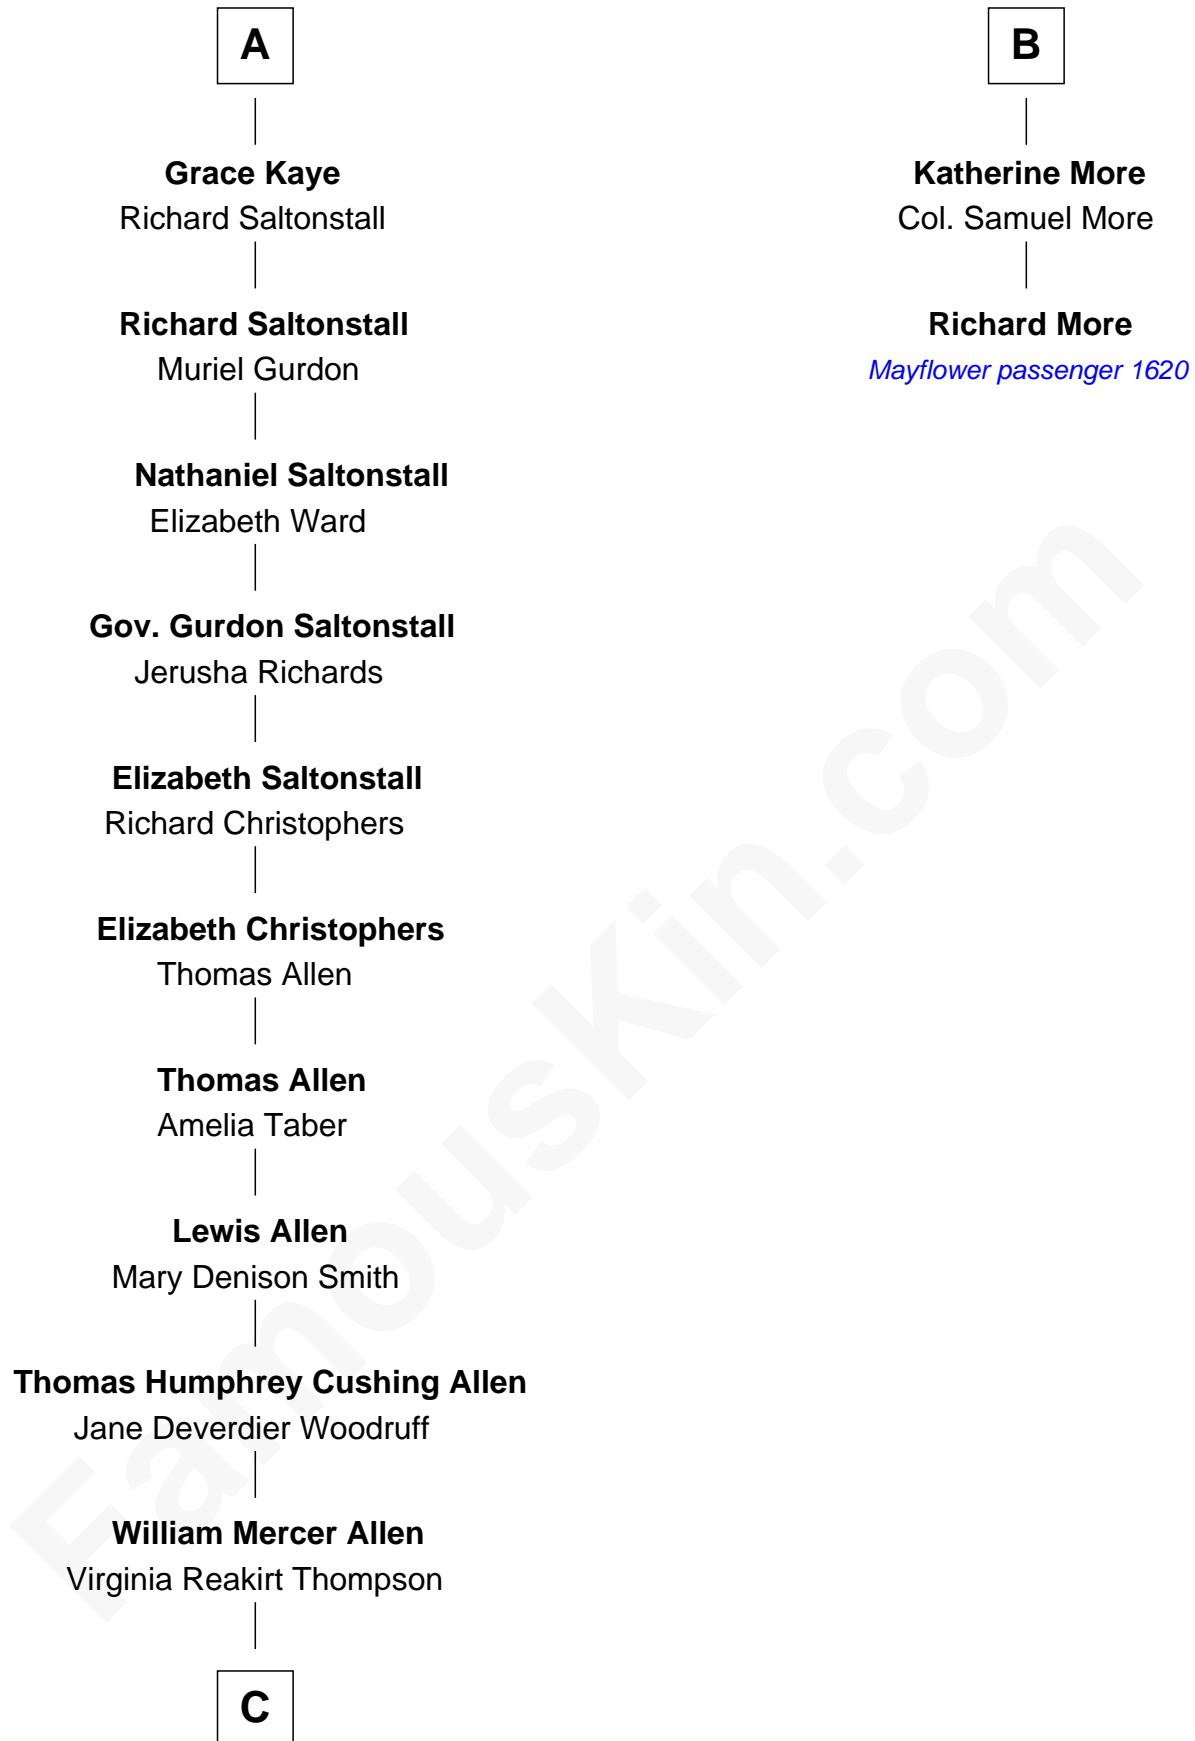 A
Grace Kaye
Richard Saltonstall
Richard Saltonstall
Muriel Gurdon
Nathaniel Saltonstall
Elizabeth Ward
Gov. Gurdon Saltonstall
Jerusha Richards
Elizabeth Saltonstall
Richard Christophers
Elizabeth Christophers
Thomas Allen
Thomas Allen
Amelia Taber
Lewis Allen
Mary Denison Smith
Thomas Humphrey Cushing Allen
Jane Deverdier Woodruff
William Mercer Allen
Virginia Reakirt Thompson
C
B
Katherine More
Col. Samuel More
Richard More
Mayflower passenger 1620
FamousKin.com